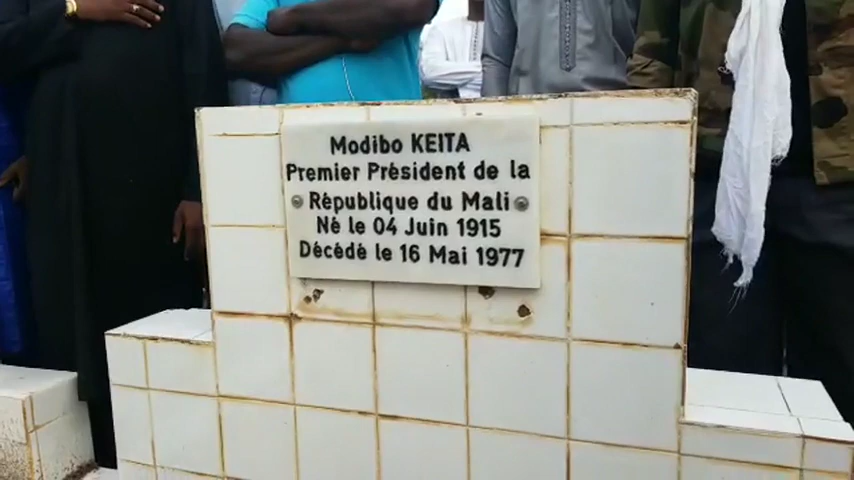 Modibo KEITA
Premier Président de la
République du Mali
Né le 04 Juin 1915
Décédé le 16 Mai 1977